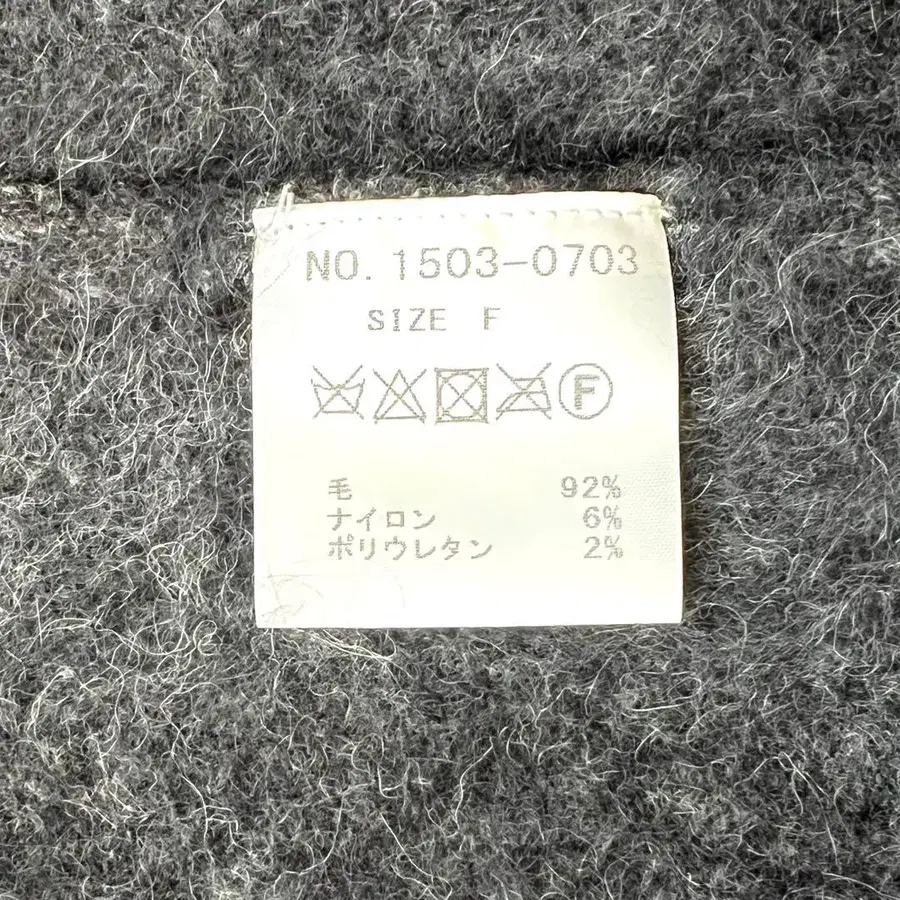 NO. 1503-0703
SIZE F
F
毛 92%
ナイロン 6%
ポリウレタン 2%